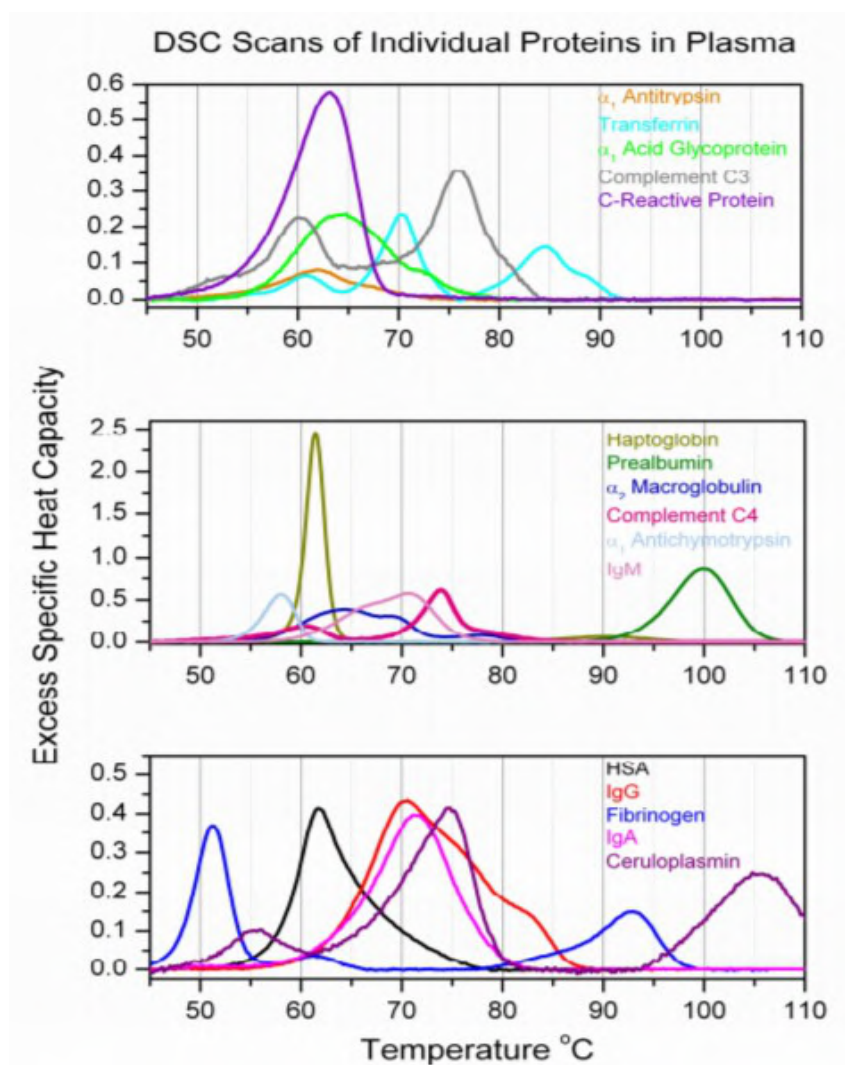 DSC Scans of Individual Proteins in Plasma
Excess Specific Heat Capacity
0.6
0.5
0.4
0.3
0.2
0.1
0.0
α₁ Antitrypsin
Transferrin
α₁ Acid Glycoprotein
Complement C3
C-Reactive Protein
50 60 70 80 90 100 110
2.5
2.0
1.5
1.0
0.5
0.0
Haptoglobin
Prealbumin
α₂ Macroglobulin
Complement C4
α₁ Antichymotrypsin
IgM
50 60 70 80 90 100 110
0.5
0.4
0.3
0.2
0.1
0.0
HSA
IgG
Fibrinogen
IgA
Ceruloplasmin
50 60 70 80 90 100 110
Temperature °C